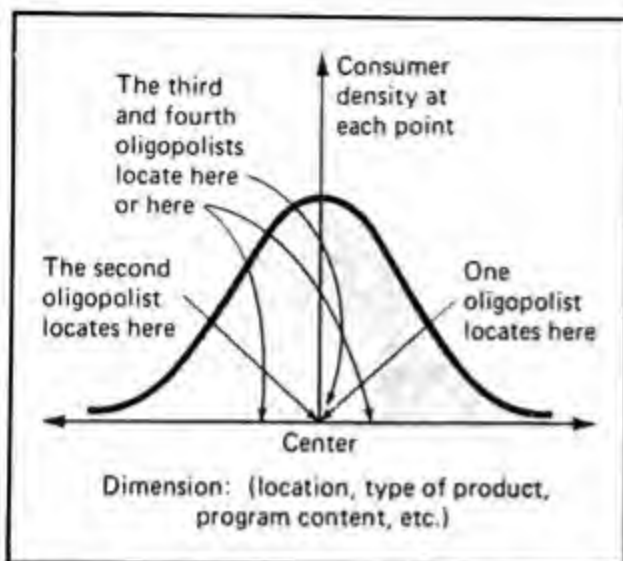 The third
and fourth
oligopolists
locate here
or here
Consumer
density at
each point
The second
oligopolist
locates here
One
oligopolist
locates here
Center
Dimension: (location, type of product,
program content, etc.)